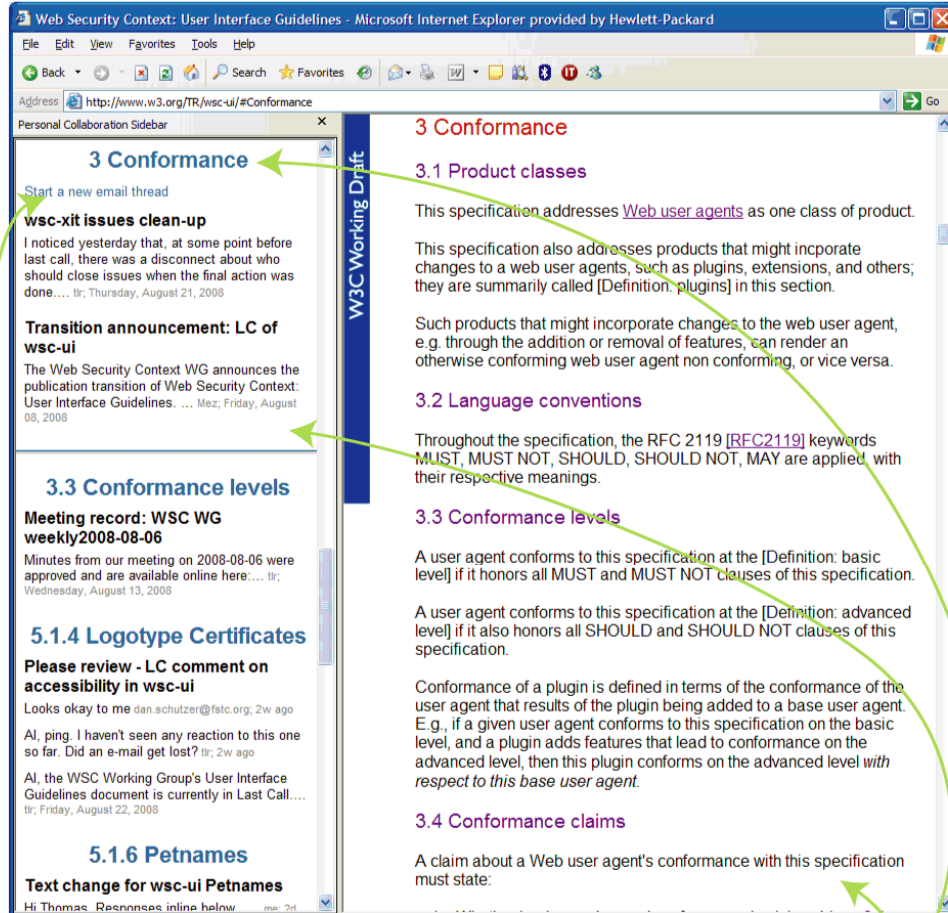 Web Security Context: User Interface Guidelines - Microsoft Internet Explorer provided by Hewlett-Packard
File Edit View Favorites Tools Help
Back Search Favorites
Address http://www.w3.org/TR/wsc-ui/#Conformance Go
Personal Collaboration Sidebar x
3 Conformance
Start a new email thread
wsc-xit issues clean-up
I noticed yesterday that, at some point before
last call, there was a disconnect about who
should close issues when the final action was
done.... tlr; Thursday, August 21, 2008
Transition announcement: LC of
wsc-ui
The Web Security Context WG announces the
publication transition of Web Security Context:
User Interface Guidelines. ... Mez; Friday, August
08, 2008
3.3 Conformance levels
Meeting record: WSC WG
weekly2008-08-06
Minutes from our meeting on 2008-08-06 were
approved and are available online here:... tlr;
Wednesday, August 13, 2008
5.1.4 Logotype Certificates
Please review - LC comment on
accessibility in wsc-ui
Looks okay to me dan.schutzer@fstc.org; 2w ago
Al, ping. I haven't seen any reaction to this one
so far. Did an e-mail get lost? tlr; 2w ago
Al, the WSC Working Group's User Interface
Guidelines document is currently in Last Call....
tlr; Friday, August 22, 2008
5.1.6 Petnames
Text change for wsc-ui Petnames
Hi Thomas, Responses inline below. ... me; 2d
W3C Working Draft
3 Conformance
3.1 Product classes
This specification addresses Web user agents as one class of product.
This specification also addresses products that might incporate
changes to a web user agents, such as plugins, extensions, and others;
they are summarily called [Definition: plugins] in this section.
Such products that might incorporate changes to the web user agent,
e.g. through the addition or removal of features, can render an
otherwise conforming web user agent non conforming, or vice versa.
3.2 Language conventions
Throughout the specification, the RFC 2119 [RFC2119] keywords
MUST, MUST NOT, SHOULD, SHOULD NOT, MAY are applied, with
their respective meanings.
3.3 Conformance levels
A user agent conforms to this specification at the [Definition: basic
level] if it honors all MUST and MUST NOT clauses of this specification.
A user agent conforms to this specification at the [Definition: advanced
level] if it also honors all SHOULD and SHOULD NOT clauses of this
specification.
Conformance of a plugin is defined in terms of the conformance of the
user agent that results of the plugin being added to a base user agent.
E.g., if a given user agent conforms to this specification on the basic
level, and a plugin adds features that lead to conformance on the
advanced level, then this plugin conforms on the advanced level with
respect to this base user agent.
3.4 Conformance claims
A claim about a Web user agent's conformance with this specification
must state: